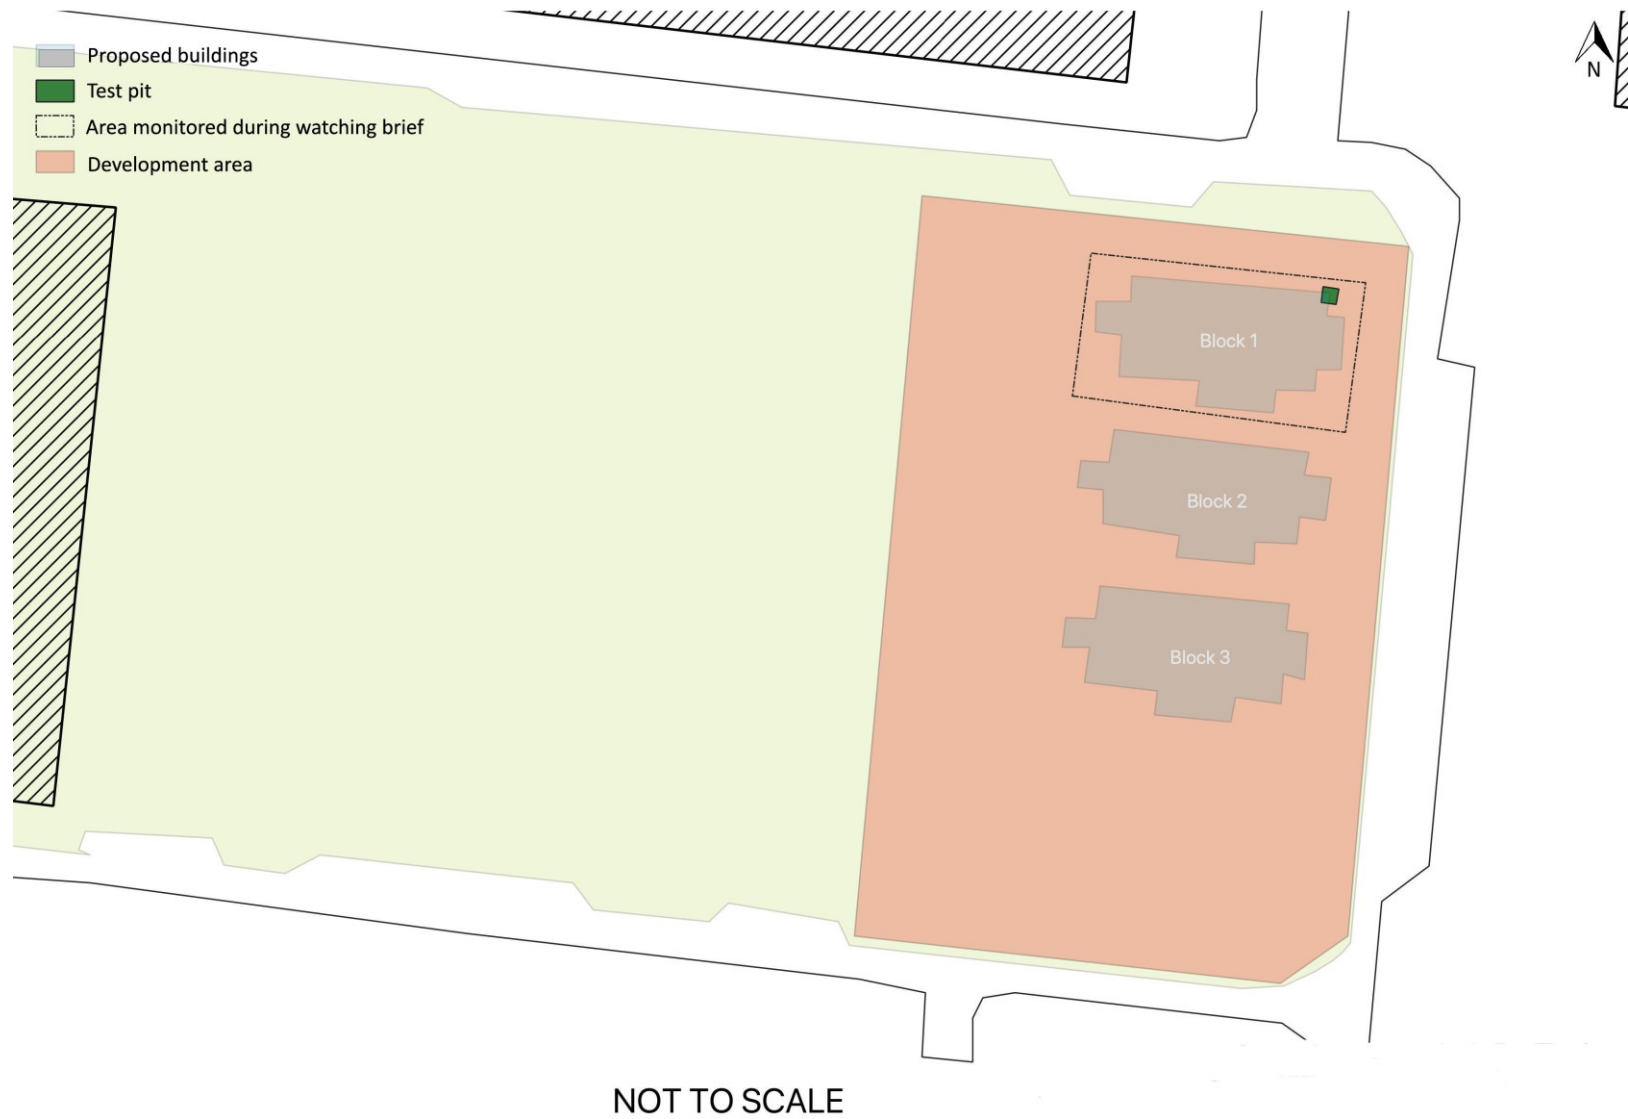 Proposed buildings
N
Test pit
Area monitored during watching brief
Development area
Block 1
Block 2
Block 3
NOT TO SCALE